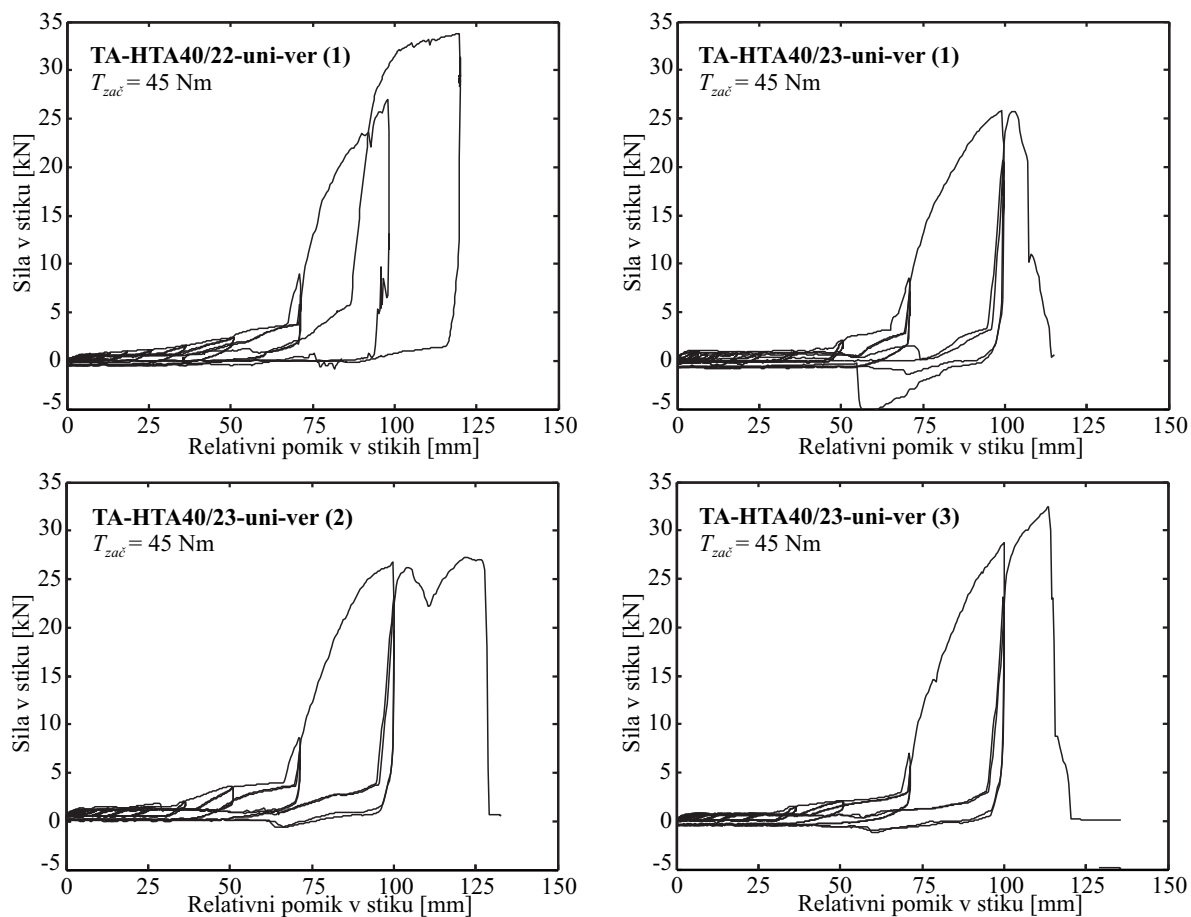 35
30
25
20
15
10
5
0
-5
Sila v stiku [kN]
TA-HTA40/22-uni-ver (1)
T_zač = 45 Nm
0 25 50 75 100 125 150
Relativni pomik v stikih [mm]
35
30
25
20
15
10
5
0
-5
Sila v stiku [kN]
TA-HTA40/23-uni-ver (1)
T_zač = 45 Nm
0 25 50 75 100 125 150
Relativni pomik v stiku [mm]
35
30
25
20
15
10
5
0
-5
Sila v stiku [kN]
TA-HTA40/23-uni-ver (2)
T_zač = 45 Nm
0 25 50 75 100 125 150
Relativni pomik v stiku [mm]
35
30
25
20
15
10
5
0
-5
Sila v stiku [kN]
TA-HTA40/23-uni-ver (3)
T_zač = 45 Nm
0 25 50 75 100 125 150
Relativni pomik v stiku [mm]